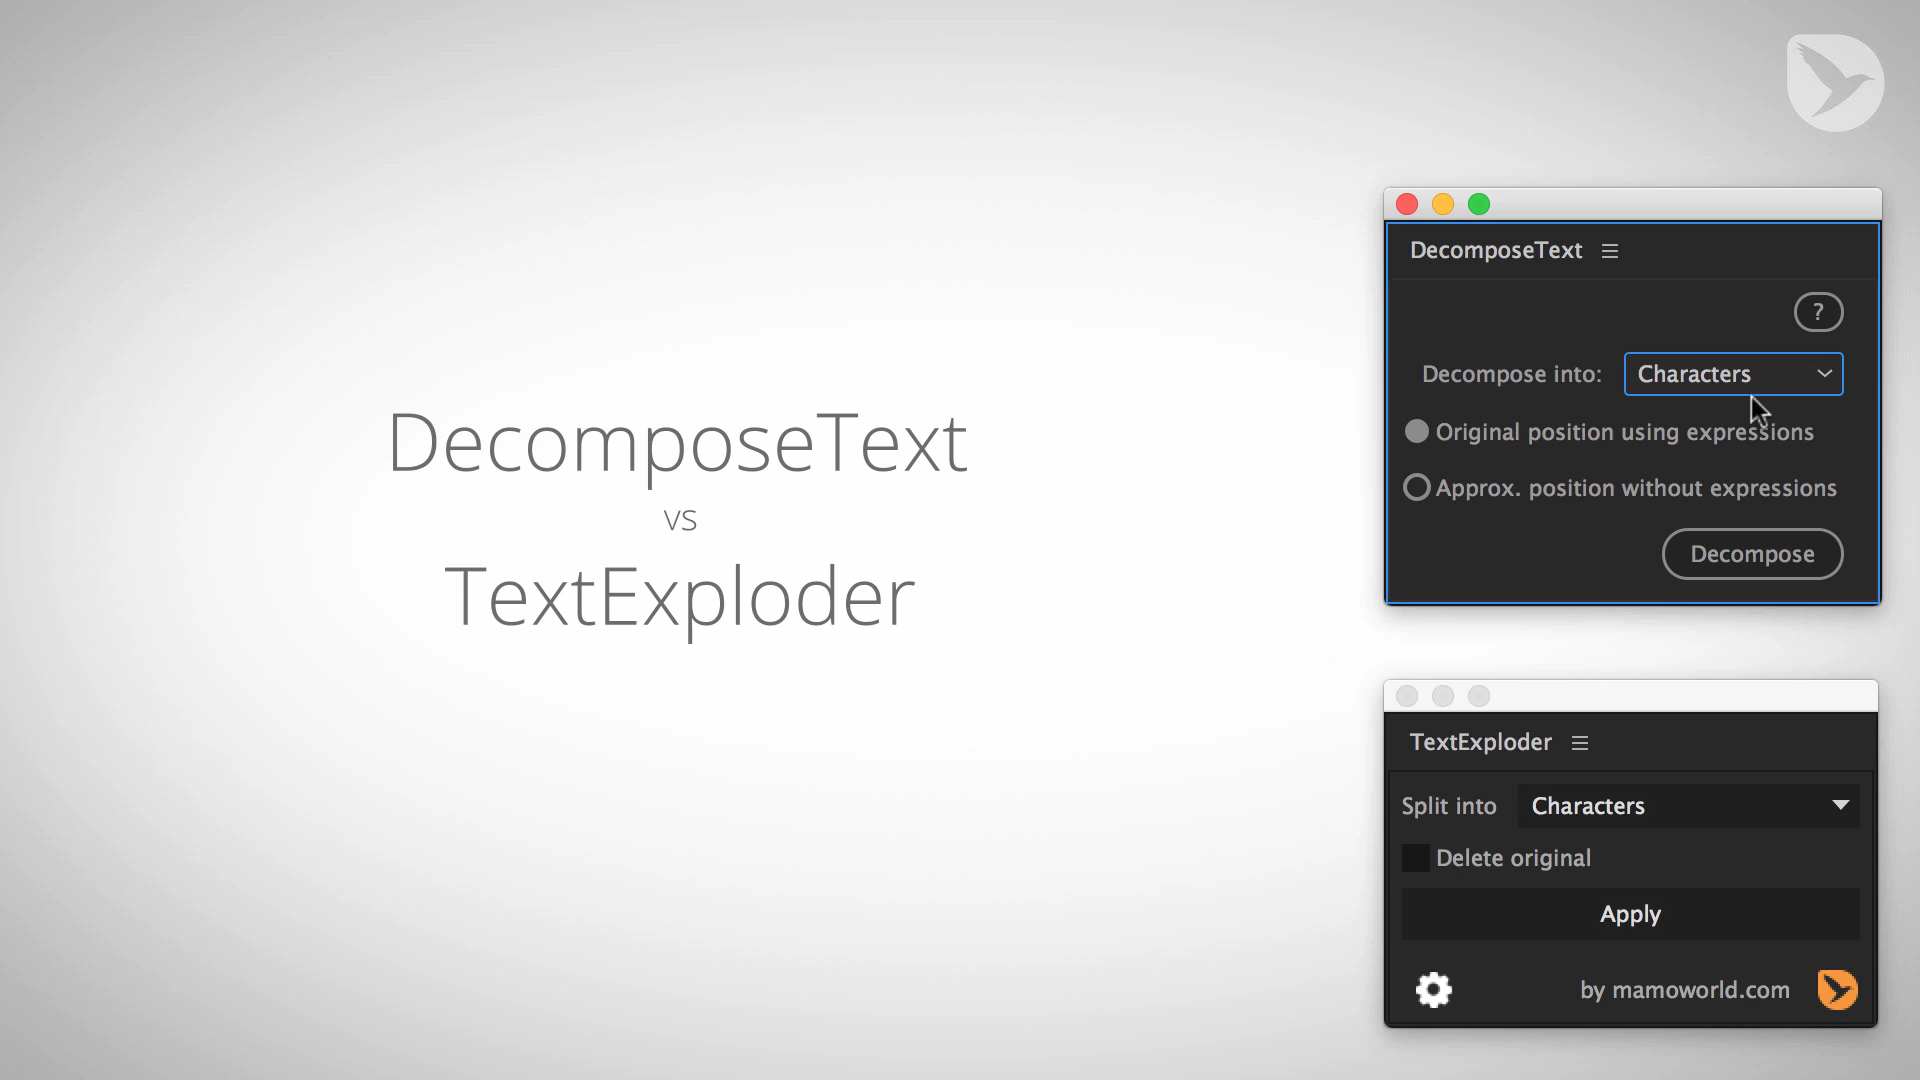 DecomposeText
vs
TextExploder
DecomposeText
?
Decompose into: Characters
Original position using expressions
Approx. position without expressions
Decompose
TextExploder
Split into Characters
Delete original
Apply
by mamoworld.com